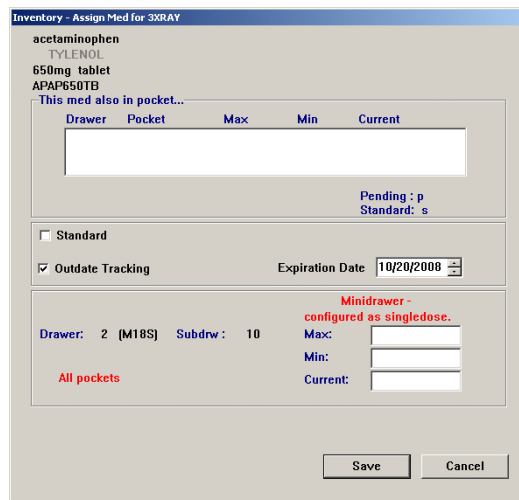 Inventory - Assign Med for 3XRAY
acetaminophen
TYLENOL
650mg tablet
APAP650TB
This med also in pocket...
Drawer Pocket Max Min Current
Pending : p
Standard: s
Standard
Outdate Tracking Expiration Date 10/20/2008
Minidrawer -
configured as singledose.
Drawer: 2 (M18S) Subdrw : 10 Max:
Min:
All pockets Current:
Save Cancel